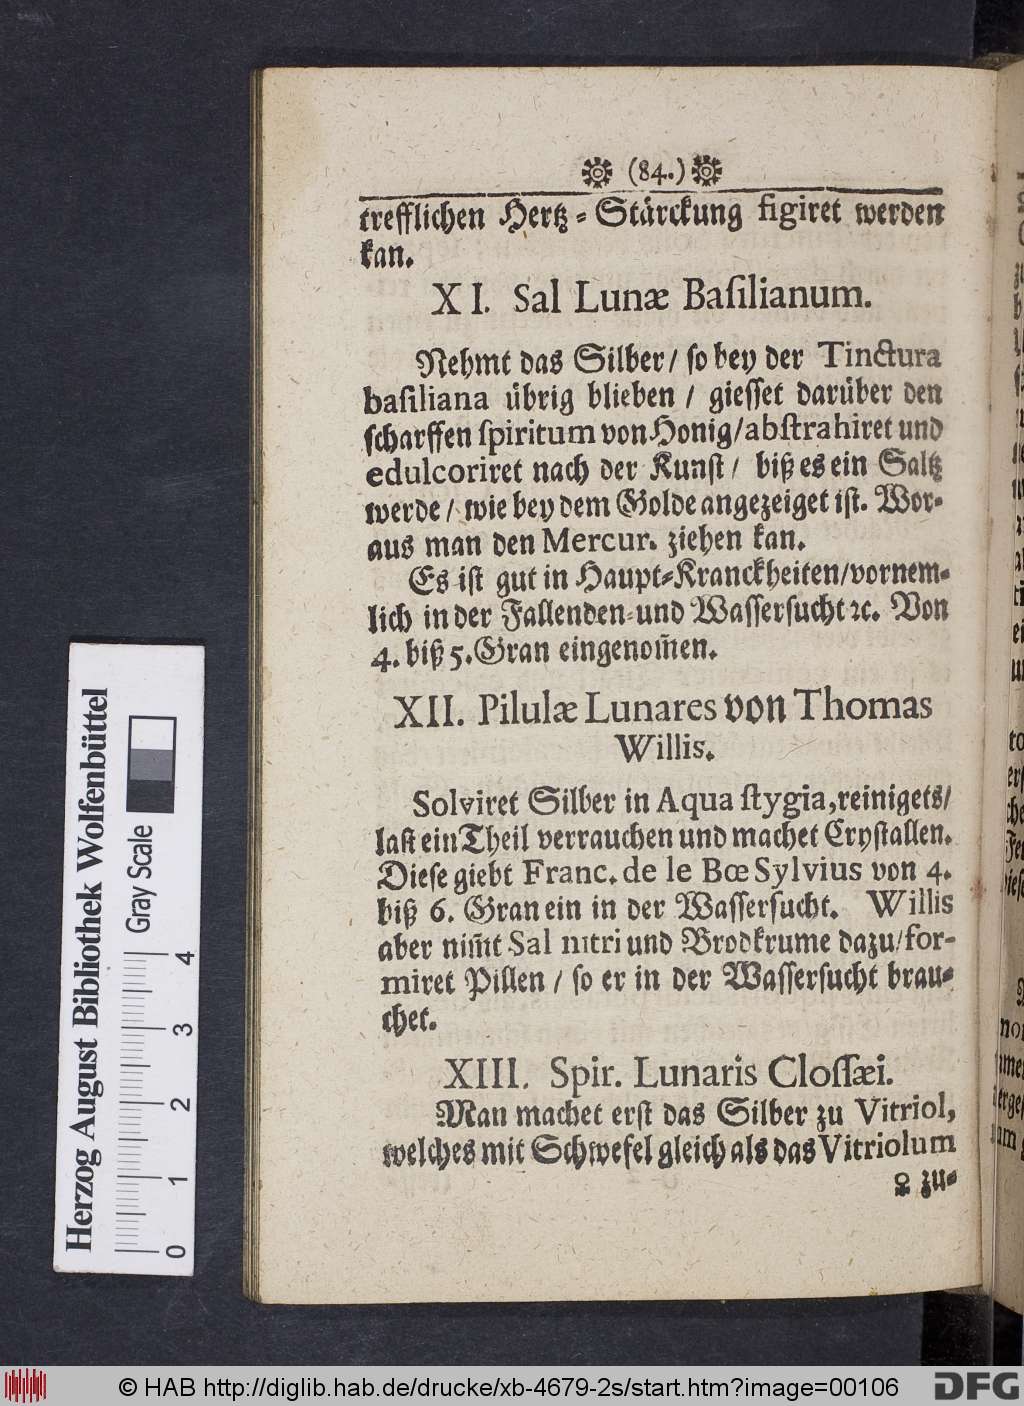 (84.)
trefflichen Hertz-Stärckung figiret werden
kan.
XI. Sal Lunæ Baſilianum.
Nehmt das Silber / ſo bey der Tinctura
baſiliana übrig blieben / gieſſet darüber den
ſcharffen ſpiritum von Honig/abſtrahiret und
edulcoriret nach der Kunſt / biß es ein Saltz
werde / wie bey dem Golde angezeiget iſt. Wor-
aus man den Mercur. ziehen kan.
Es iſt gut in Haupt-Kranckheiten/vornem-
lich in der Fallenden-und Waſſerſucht ꝛc. Von
4. biß 5. Gran eingenom̃en.
XII. Pilulæ Lunares von Thomas
Willis.
Solviret Silber in Aqua ſtygia, reinigets/
laſt ein Theil verrauchen und machet Cryſtallen.
Dieſe giebt Franc. de le Bœ Sylvius von 4.
biß 6. Gran ein in der Waſſerſucht. Willis
aber nim̃t Sal nitri und Brodkrume dazu/for-
miret Pillen / ſo er in der Waſſerſucht brau-
chet.
XIII. Spir. Lunaris Cloſſæi.
Man machet erſt das Silber zu Vitriol,
welches mit Schwefel gleich als das Vitriolum
♀ zu-
Herzog August Bibliothek Wolfenbüttel
Gray Scale
0 1 2 3 4
© HAB http://diglib.hab.de/drucke/xb-4679-2s/start.htm?image=00106
DFG